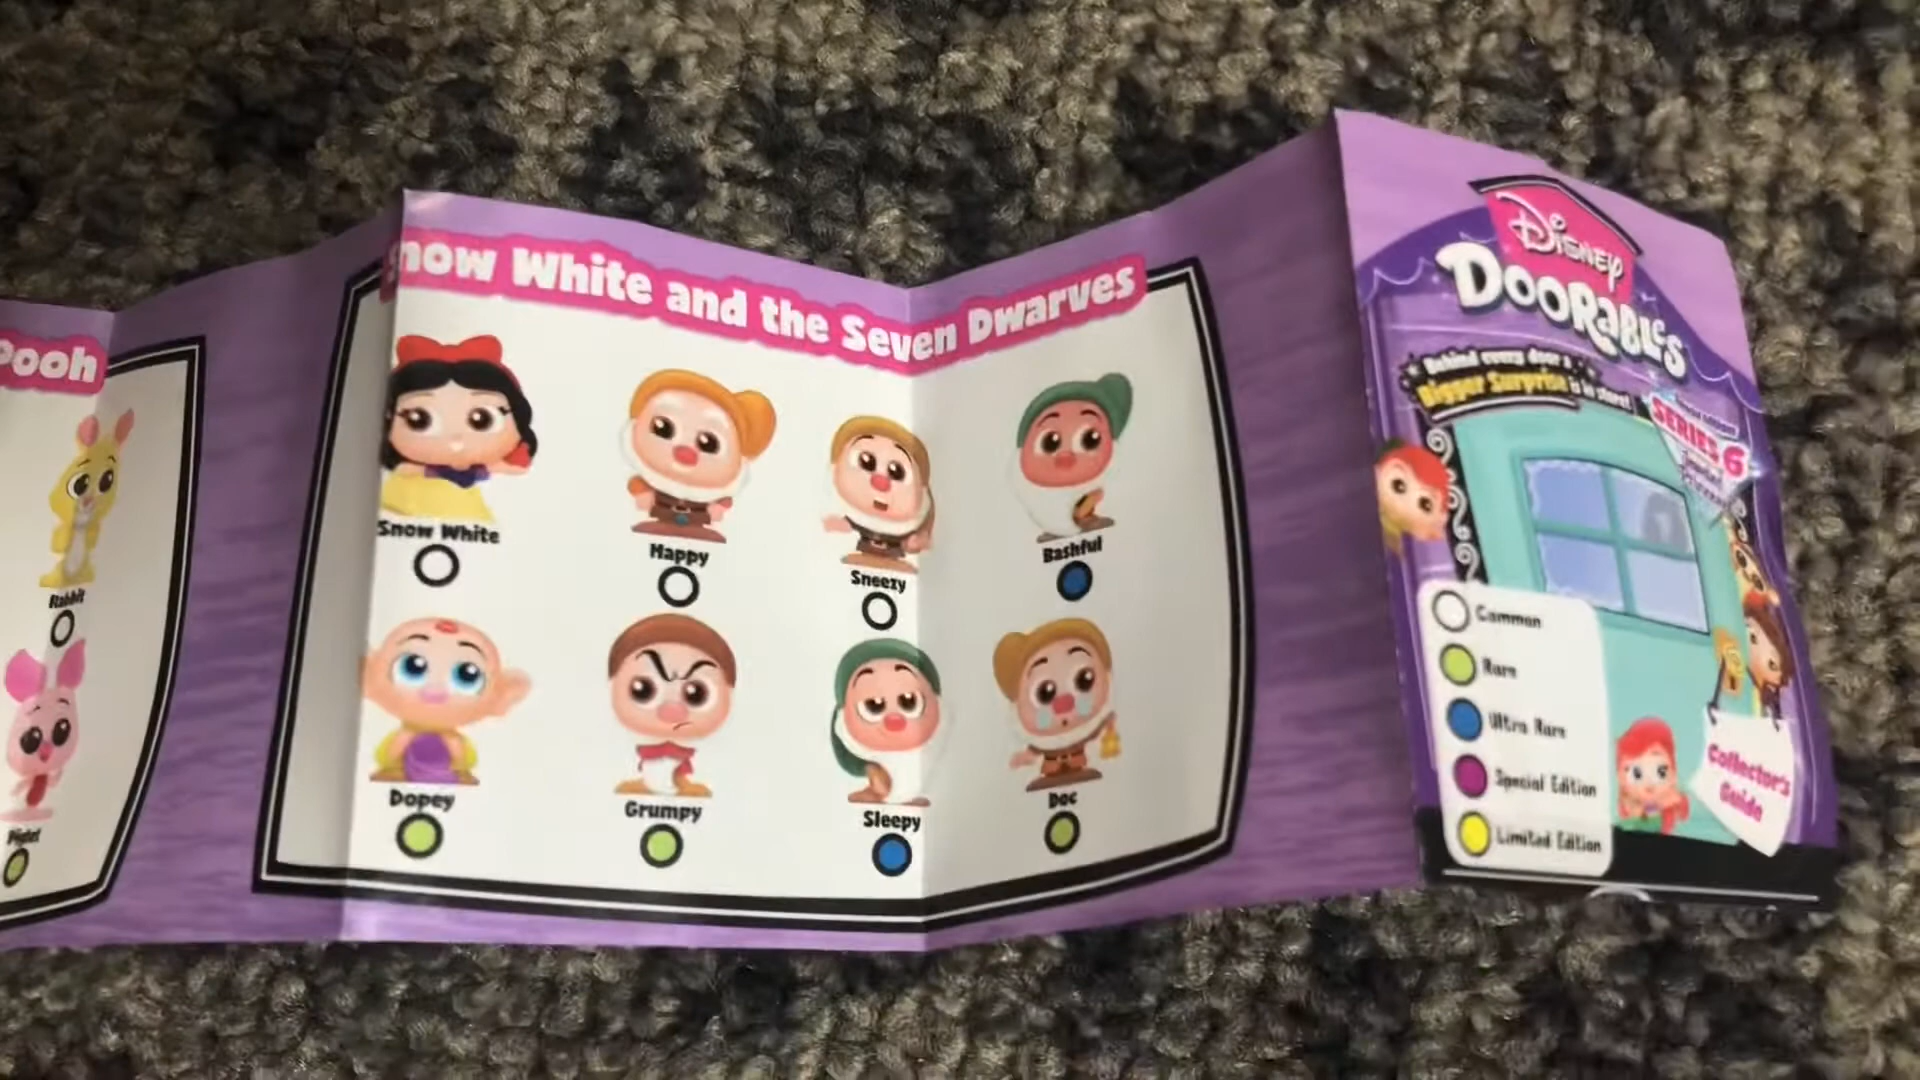 Pooh
Rabbit
Piglet
Snow White and the Seven Dwarves
Snow White
Happy
Sneezy
Bashful
Dopey
Grumpy
Sleepy
Doc
Disney
Doorables
Behind every door a
Bigger Surprise is in store!
SERIES 6
Common
Rare
Ultra Rare
Special Edition
Limited Edition
Collector's
Guide